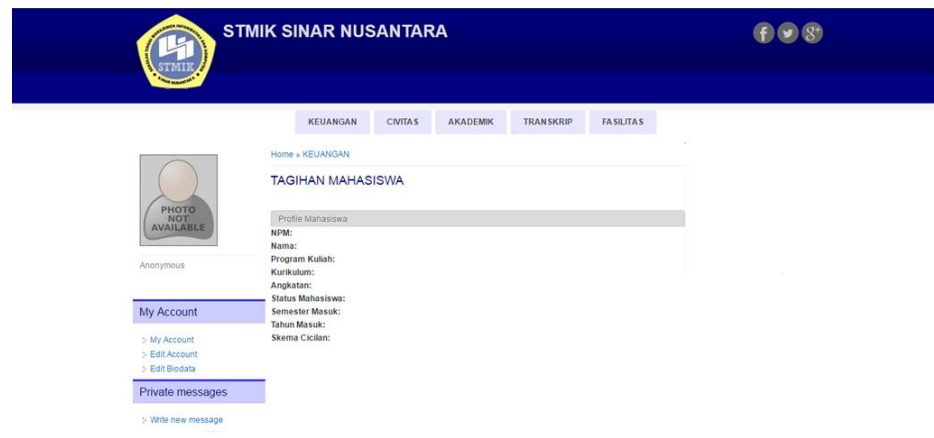 STMIK SINAR NUSANTARA
STMIK
KEUANGAN CIVITAS AKADEMIK TRANSKRIP FASILITAS
Home » KEUANGAN
TAGIHAN MAHASISWA
PHOTO
NOT
AVAILABLE
Anonymous
Profile Mahasiswa
NPM:
Nama:
Program Kuliah:
Kurikulum:
Angkatan:
Status Mahasiswa:
Semester Masuk:
Tahun Masuk:
Skema Cicilan:
My Account
My Account
Edit Account
Edit Biodata
Private messages
Write new message